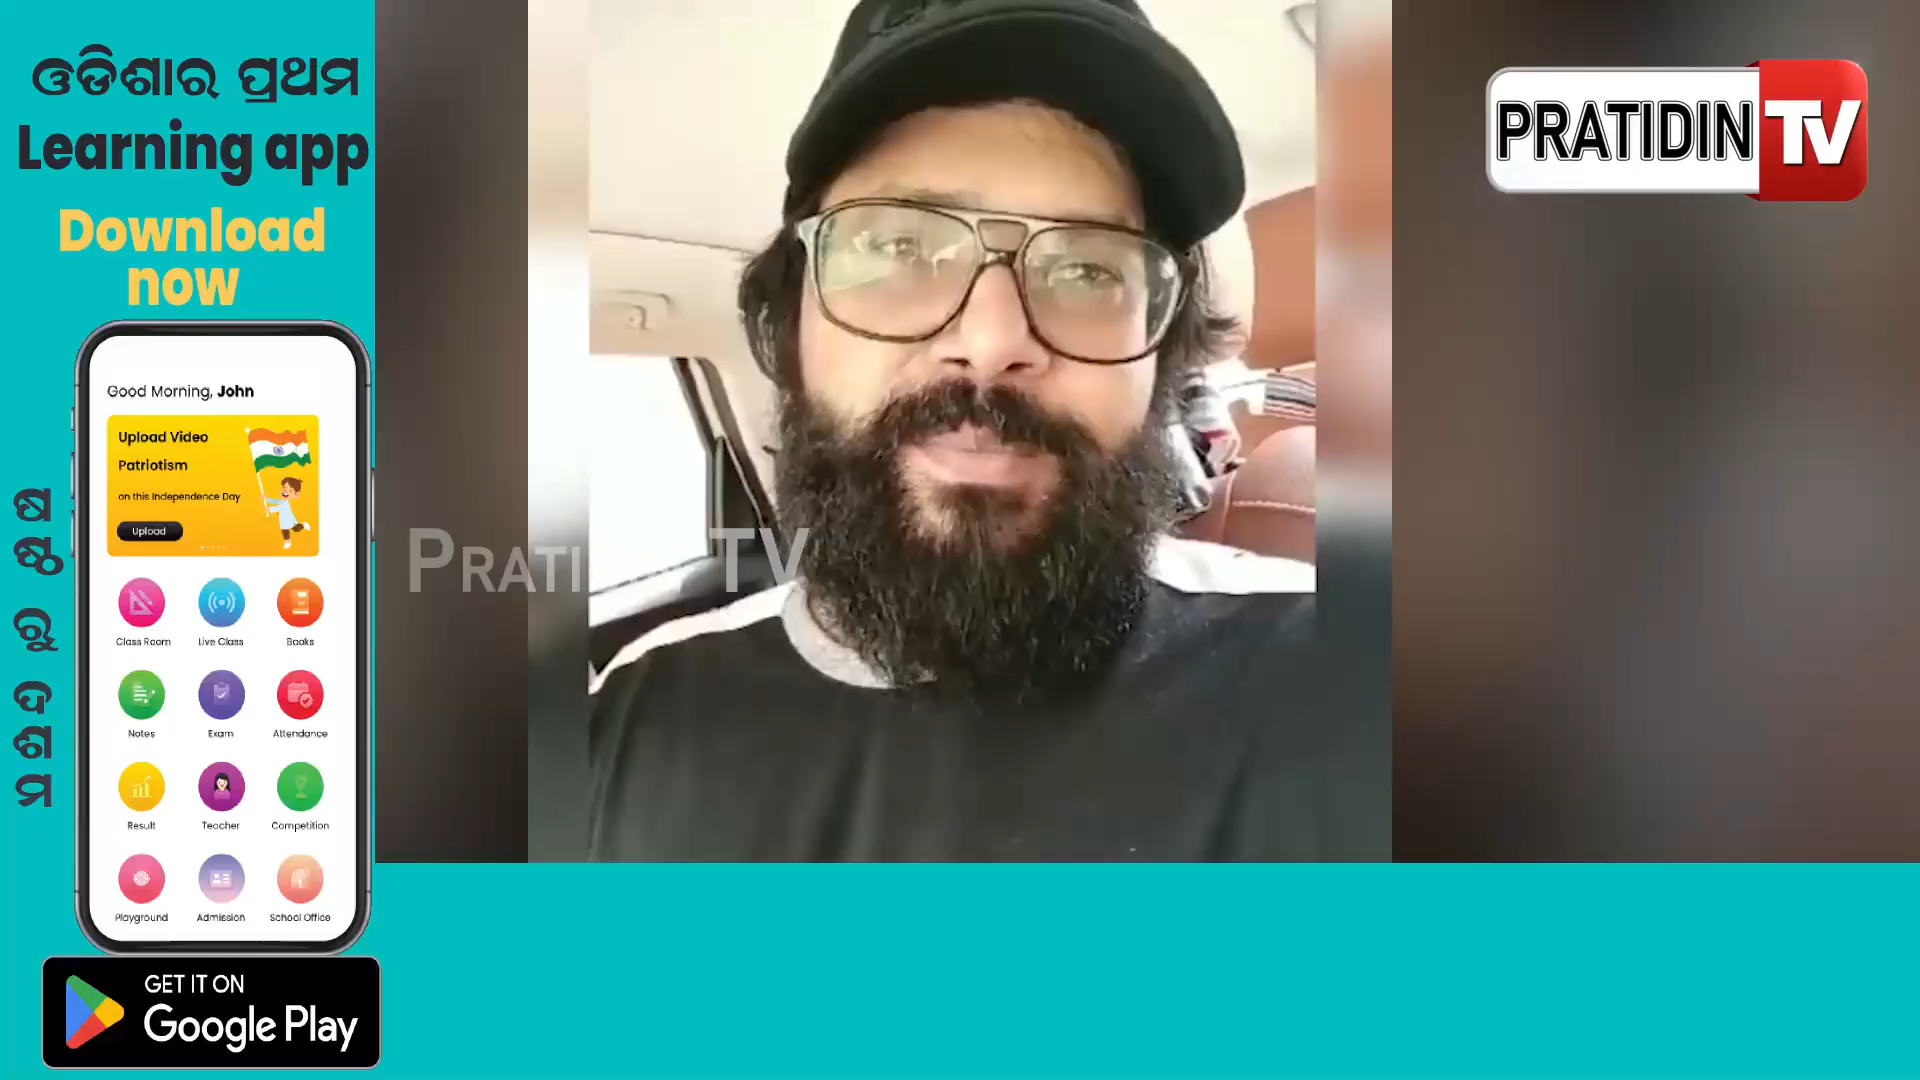 ଓଡିଶାର ପ୍ରଥମ
Learning app
Download
now
ଷଷ୍ଠ ରୁ ଦଶମ
Good Morning, John
Upload Video
Patriotism
on this Independence Day
Upload
Class Room Live Class Books
Notes Exam Attendance
Result Teacher Competition
Playground Admission School Office
GET IT ON
Google Play
PRATIDIN TV
PRATI TV